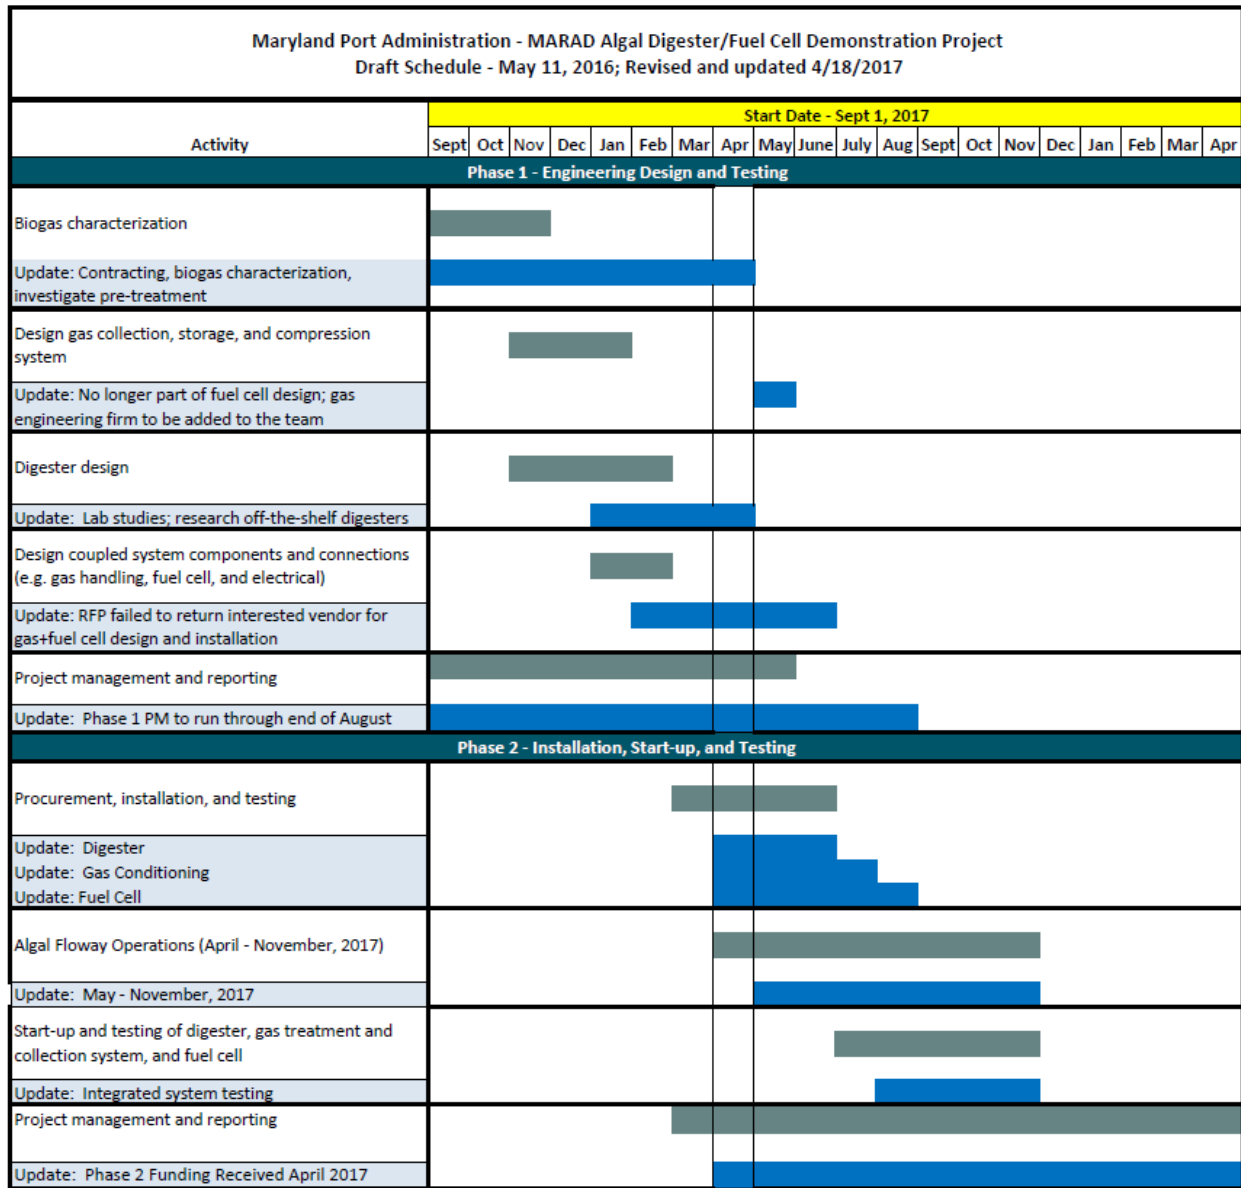 Maryland Port Administration - MARAD Algal Digester/Fuel Cell Demonstration Project
Draft Schedule - May 11, 2016; Revised and updated 4/18/2017
Start Date - Sept 1, 2017
Activity
Sept Oct Nov Dec Jan Feb Mar Apr May June July Aug Sept Oct Nov Dec Jan Feb Mar Apr
Phase 1 - Engineering Design and Testing
Biogas characterization
Update: Contracting, biogas characterization,
investigate pre-treatment
Design gas collection, storage, and compression
system
Update: No longer part of fuel cell design; gas
engineering firm to be added to the team
Digester design
Update: Lab studies; research off-the-shelf digesters
Design coupled system components and connections
(e.g. gas handling, fuel cell, and electrical)
Update: RFP failed to return interested vendor for
gas+fuel cell design and installation
Project management and reporting
Update: Phase 1 PM to run through end of August
Phase 2 - Installation, Start-up, and Testing
Procurement, installation, and testing
Update: Digester
Update: Gas Conditioning
Update: Fuel Cell
Algal Floway Operations (April - November, 2017)
Update: May - November, 2017
Start-up and testing of digester, gas treatment and
collection system, and fuel cell
Update: Integrated system testing
Project management and reporting
Update: Phase 2 Funding Received April 2017